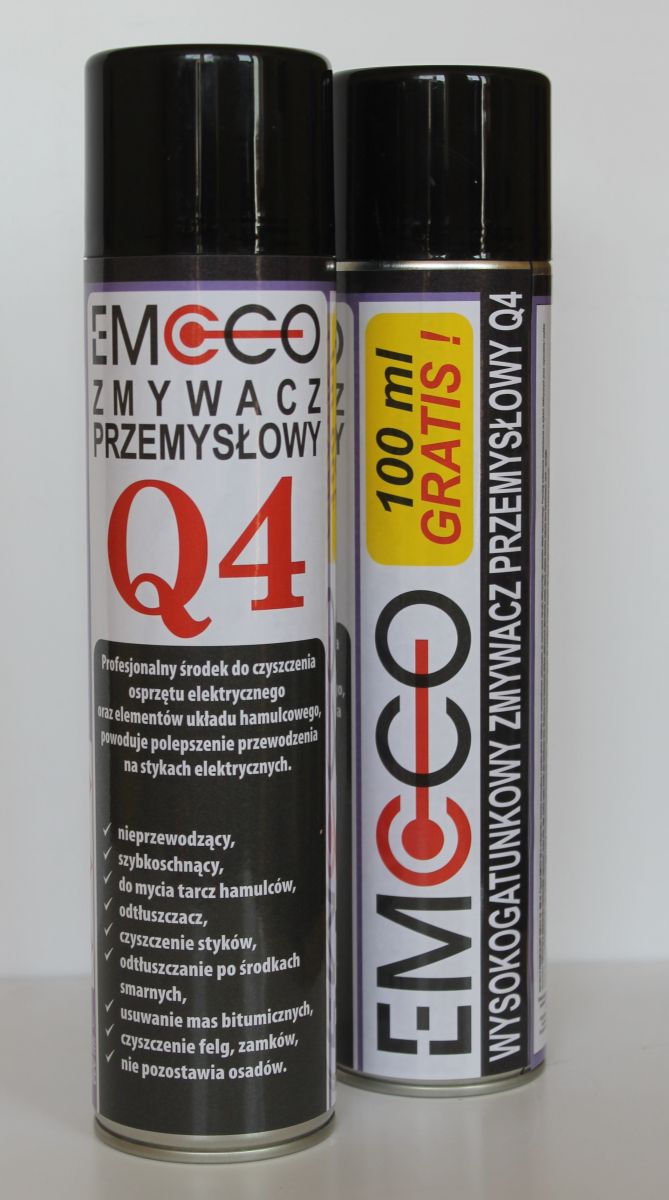 EMCCO
ZMYWACZ
PRZEMYSŁOWY
Q4
Profesjonalny środek do czyszczenia
osprzętu elektrycznego
oraz elementów układu hamulcowego,
powoduje polepszenie przewodzenia
na stykach elektrycznych.
✓ nieprzewodzący,
✓ szybkoschnący,
✓ do mycia tarcz hamulców,
✓ odtłuszczacz,
✓ czyszczenie styków,
✓ odtłuszczanie po środkach
smarnych,
✓ usuwanie mas bitumicznych,
✓ czyszczenie felg, zamków,
✓ nie pozostawia osadów.
100 ml
GRATIS !
EMCCO
WYSOKOGATUNKOWY ZMYWACZ PRZEMYSŁOWY Q4